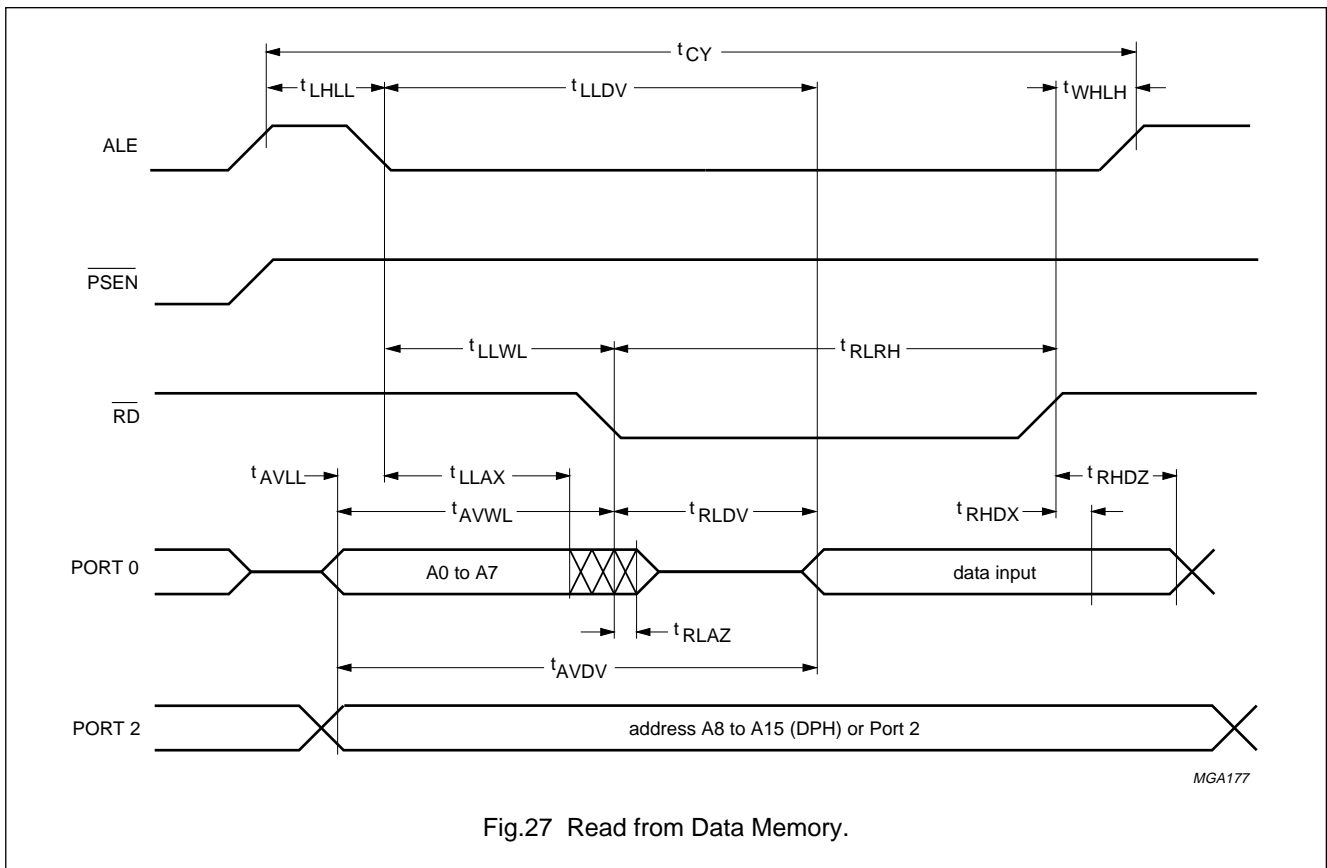 tCY
tLHLL
tLLDV
tWHLH
ALE
PSEN
tLLWL
tRLRH
RD
tAVLL
tLLAX
tRHDZ
tAVWL
tRLDV
tRHDX
PORT 0
A0 to A7
data input
tRLAZ
tAVDV
PORT 2
address A8 to A15 (DPH) or Port 2
MGA177
Fig.27 Read from Data Memory.